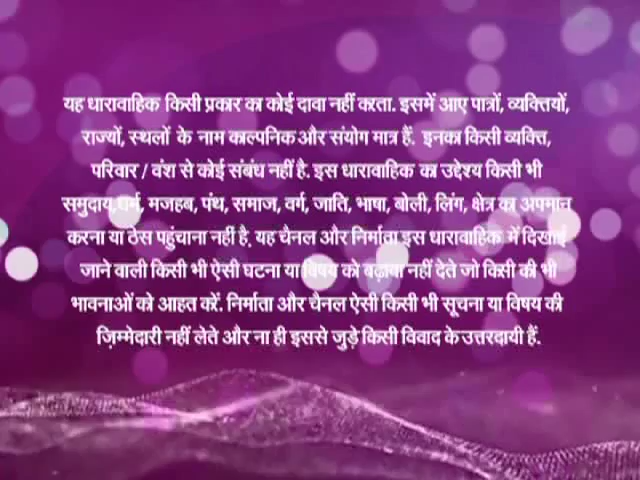 यह धारावाहिक किसी प्रकार का कोई दावा नहीं करता. इसमें आए पात्रों, व्यक्तियों,
राज्यों, स्थलों के नाम काल्पनिक और संयोग मात्र हैं. इनका किसी व्यक्ति,
परिवार / वंश से कोई संबंध नहीं है. इस धारावाहिक का उद्देश्य किसी भी
समुदाय,धर्म, मजहब, पंथ, समाज, वर्ग, जाति, भाषा, बोली, लिंग, क्षेत्र का अपमान
करना या ठेस पहुंचाना नहीं है, यह चैनल और निर्माता इस धारावाहिक में दिखाई
जाने वाली किसी भी ऐसी घटना या विषय को बढ़ावा नहीं देते जो किसी की भी
भावनाओं को आहत करें. निर्माता और चैनल ऐसी किसी भी सूचना या विषय की
ज़िम्मेदारी नहीं लेते और ना ही इससे जुड़े किसी विवाद के उत्तरदायी हैं.